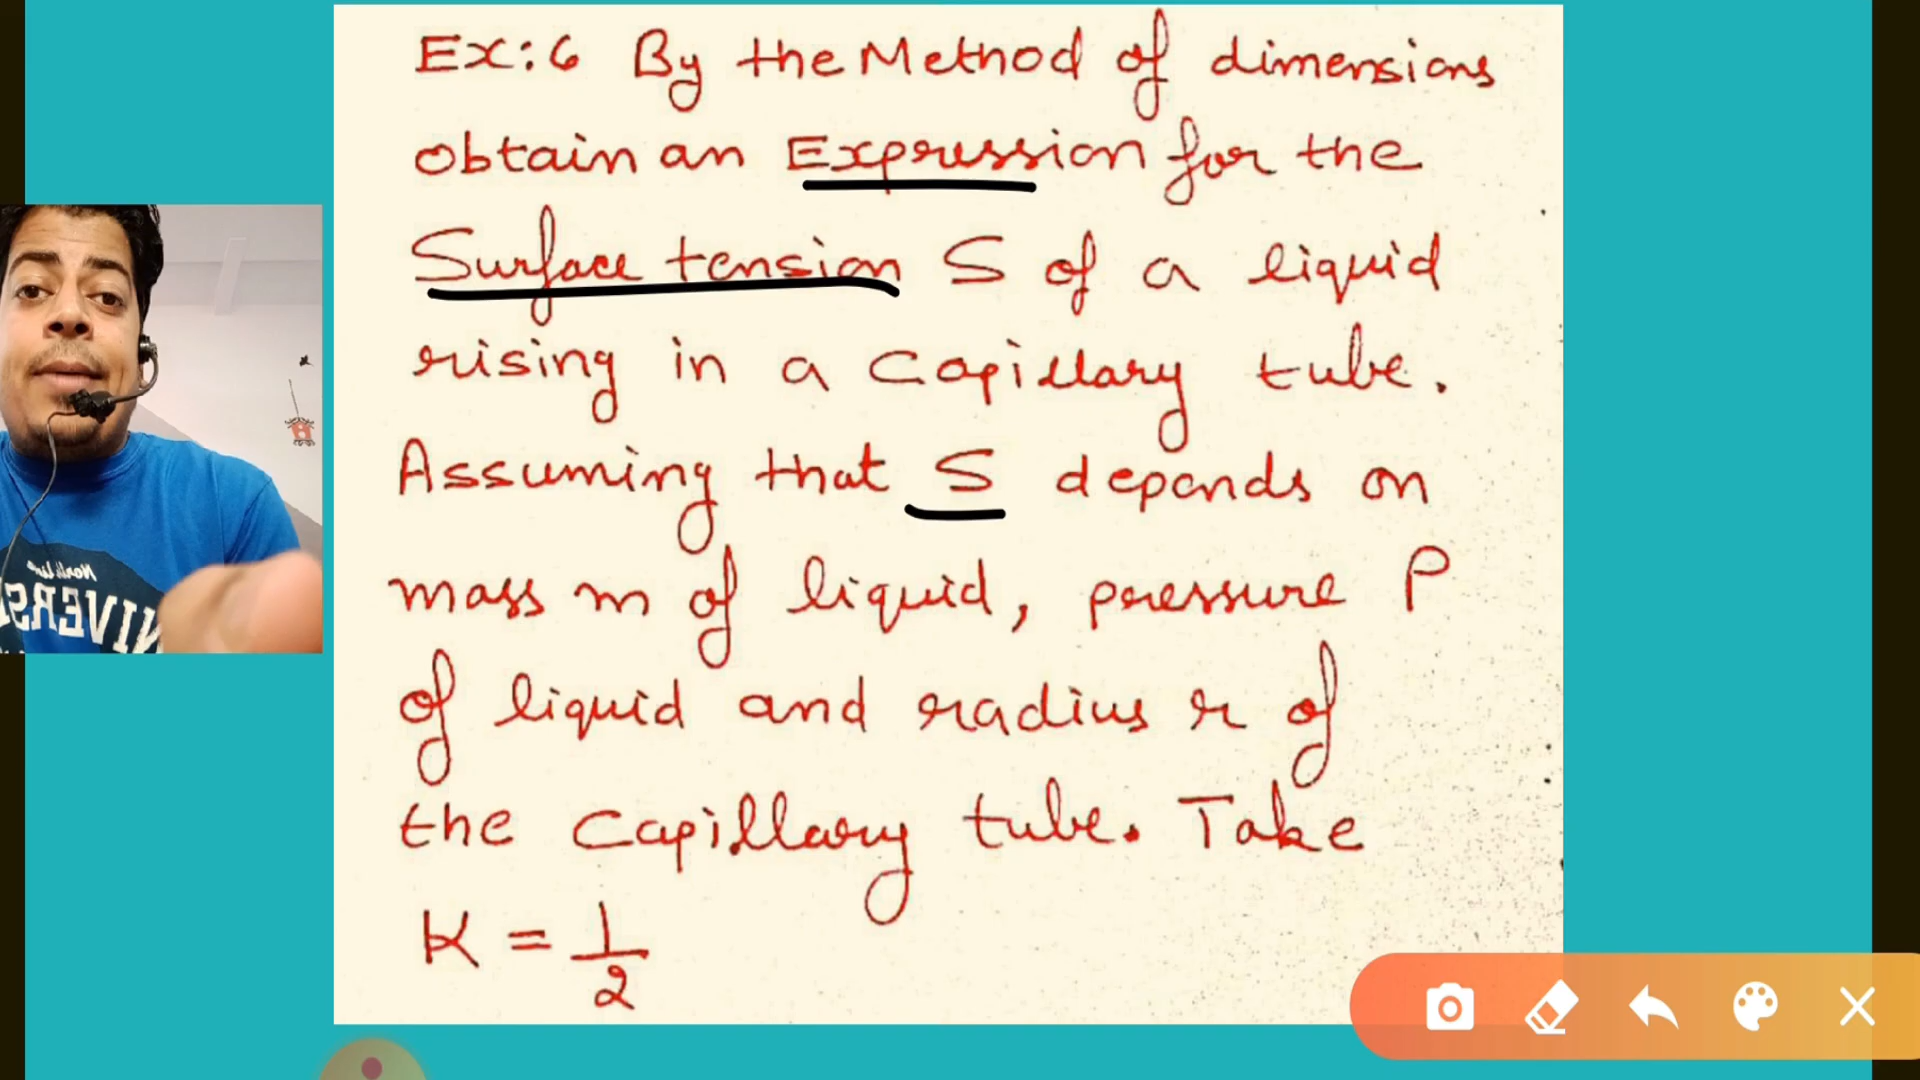 Ex:6 By the Method of dimensions
obtain an Expression for the
Surface tension S of a liquid
rising in a Capillary tube.
Assuming that S depends on
mass m of liquid, pressure P
of liquid and radius r of
the Capillary tube. Take
K = 1/2